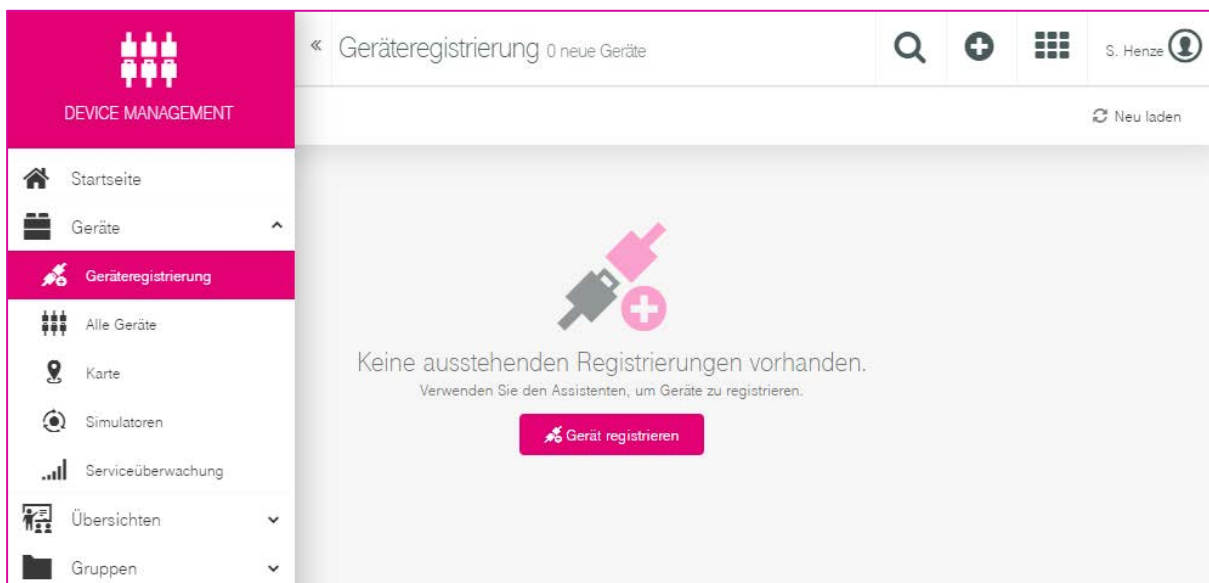 DEVICE MANAGEMENT
« Geräteregistrierung 0 neue Geräte
S. Henze
Neu laden
Startseite
Geräte
Geräteregistrierung
Alle Geräte
Karte
Simulatoren
Serviceüberwachung
Übersichten
Gruppen
Keine ausstehenden Registrierungen vorhanden.
Verwenden Sie den Assistenten, um Geräte zu registrieren.
Gerät registrieren